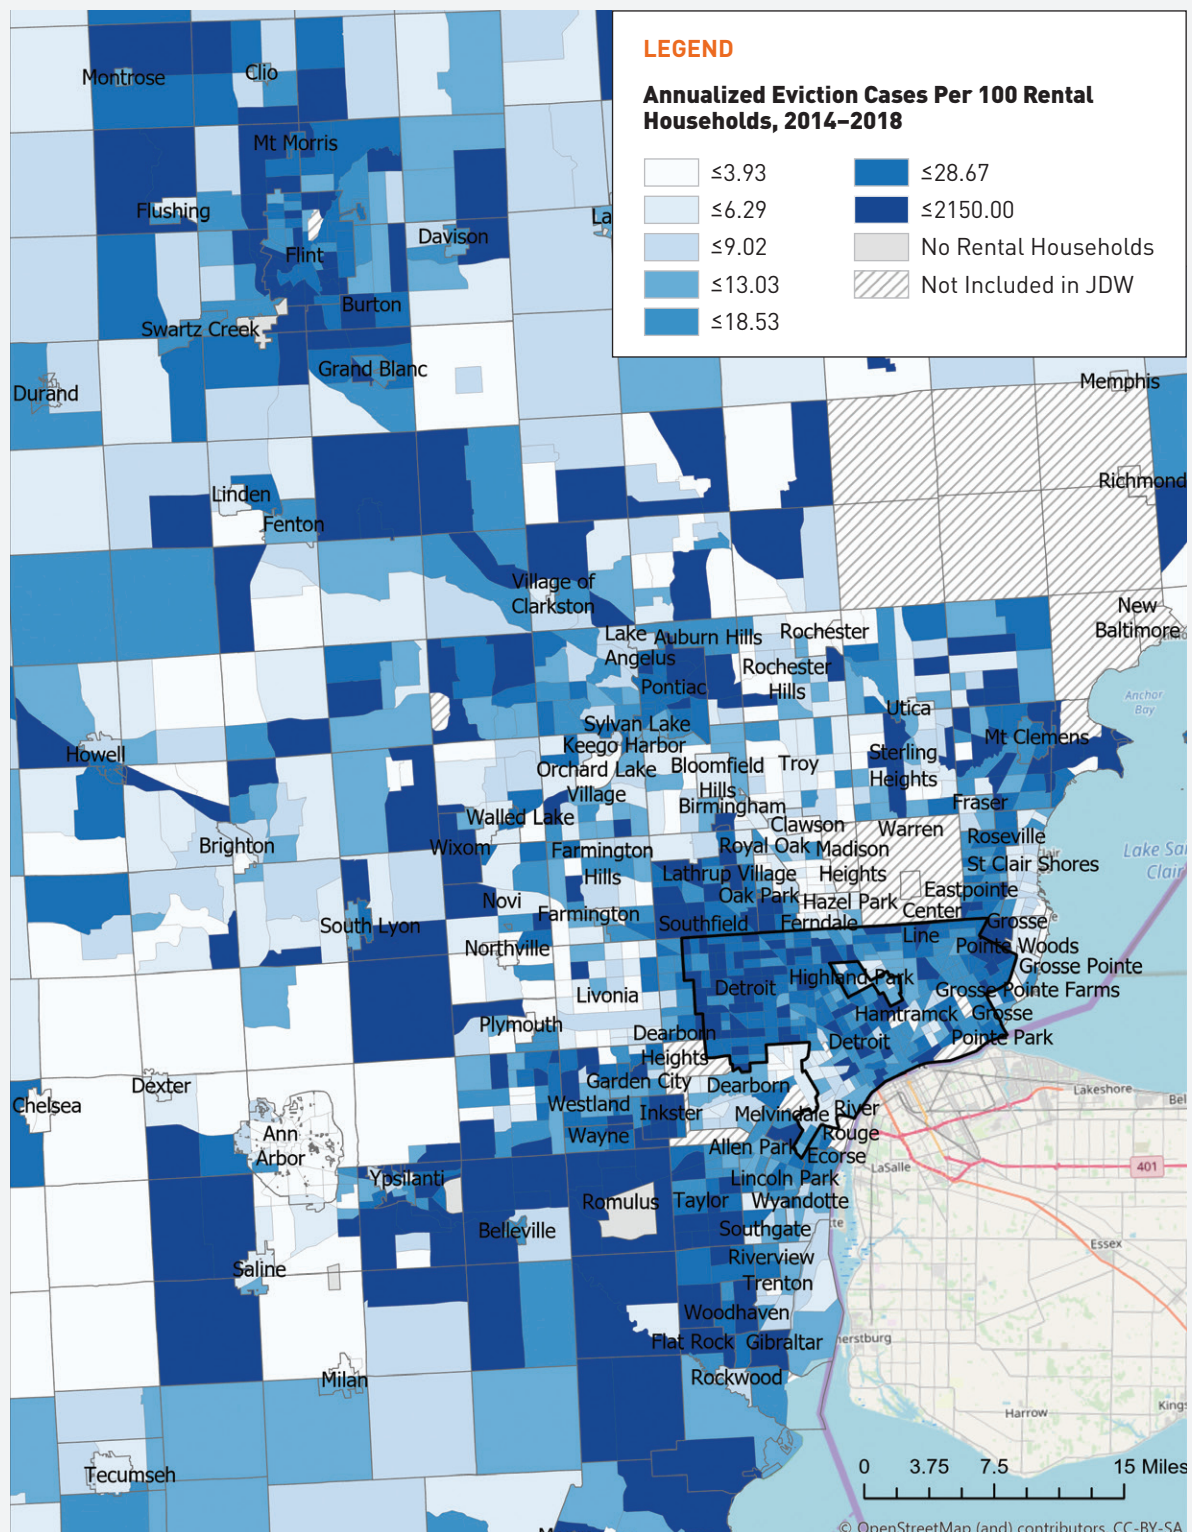 LEGEND
Annualized Eviction Cases Per 100 Rental
Households, 2014–2018
≤3.93
≤6.29
≤9.02
≤13.03
≤18.53
≤28.67
≤2150.00
No Rental Households
Not Included in JDW
Montrose
Clio
Mt Morris
Flushing
Flint
Davison
La
Burton
Swartz Creek
Grand Blanc
Durand
Memphis
Richmond
Linden
Fenton
Village of
Clarkston
New
Baltimore
Lake
Angelus
Auburn Hills
Rochester
Rochester
Hills
Pontiac
Anchor
Bay
Utica
Sylvan Lake
Keego Harbor
Mt Clemens
Howell
Orchard Lake
Village
Bloomfield
Hills
Troy
Sterling
Heights
Birmingham
Fraser
Walled Lake
Clawson
Warren
Roseville
Brighton
Wixom
Farmington
Hills
Royal Oak
Madison
Heights
St Clair Shores
Lake
Clair
Lathrup Village
Oak Park
Hazel Park
Eastpointe
Novi
Farmington
South Lyon
Southfield
Ferndale
Center
Line
Grosse
Pointe Woods
Northville
Grosse Pointe
Highland Park
Detroit
Grosse Pointe Farms
Livonia
Hamtramck
Grosse
Pointe Park
Plymouth
Dearborn
Heights
Detroit
Dexter
Garden City
Dearborn
Lakeshore
Chelsea
Westland
Inkster
Melvindale
River
Rouge
Ann
Arbor
Wayne
Allen Park
Ecorse
LaSalle
401
Ypsilanti
Lincoln Park
Romulus
Taylor
Wyandotte
Belleville
Southgate
Essex
Saline
Riverview
Trenton
Woodhaven
Flat Rock
Gibraltar
herstburg
Milan
Rockwood
Harrow
Kings
Tecumseh
0 3.75 7.5 15 Miles
© OpenStreetMap (and) contributors, CC-BY-SA